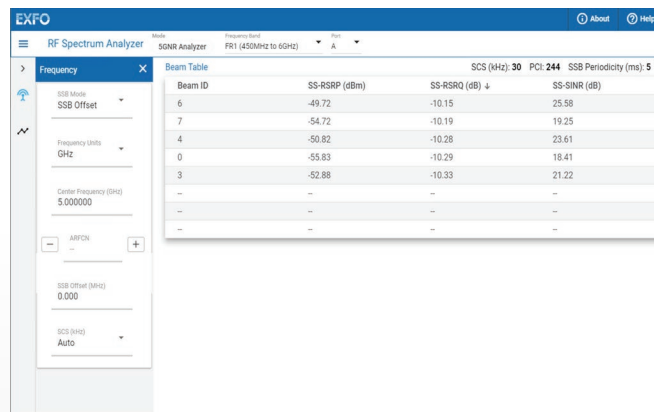 EXFO
About
Help
RF Spectrum Analyzer
Mode
5GNR Analyzer
Frequency Band
FR1 (450MHz to 6GHz)
Port
A
Frequency
SSB Mode
SSB Offset
Frequency Units
GHz
Center Frequency (GHz)
5.000000
ARFCN
--
SSB Offset (MHz)
0.000
SCS (kHz)
Auto
Beam Table
SCS (kHz): 30 PCI: 244 SSB Periodicity (ms): 5
Beam ID SS-RSRP (dBm) SS-RSRQ (dB) ↓ SS-SINR (dB)
6 -49.72 -10.15 25.58
7 -54.72 -10.19 19.25
4 -50.82 -10.28 23.61
0 -55.83 -10.29 18.41
3 -52.88 -10.33 21.22
-- -- -- --
-- -- -- --
-- -- -- --